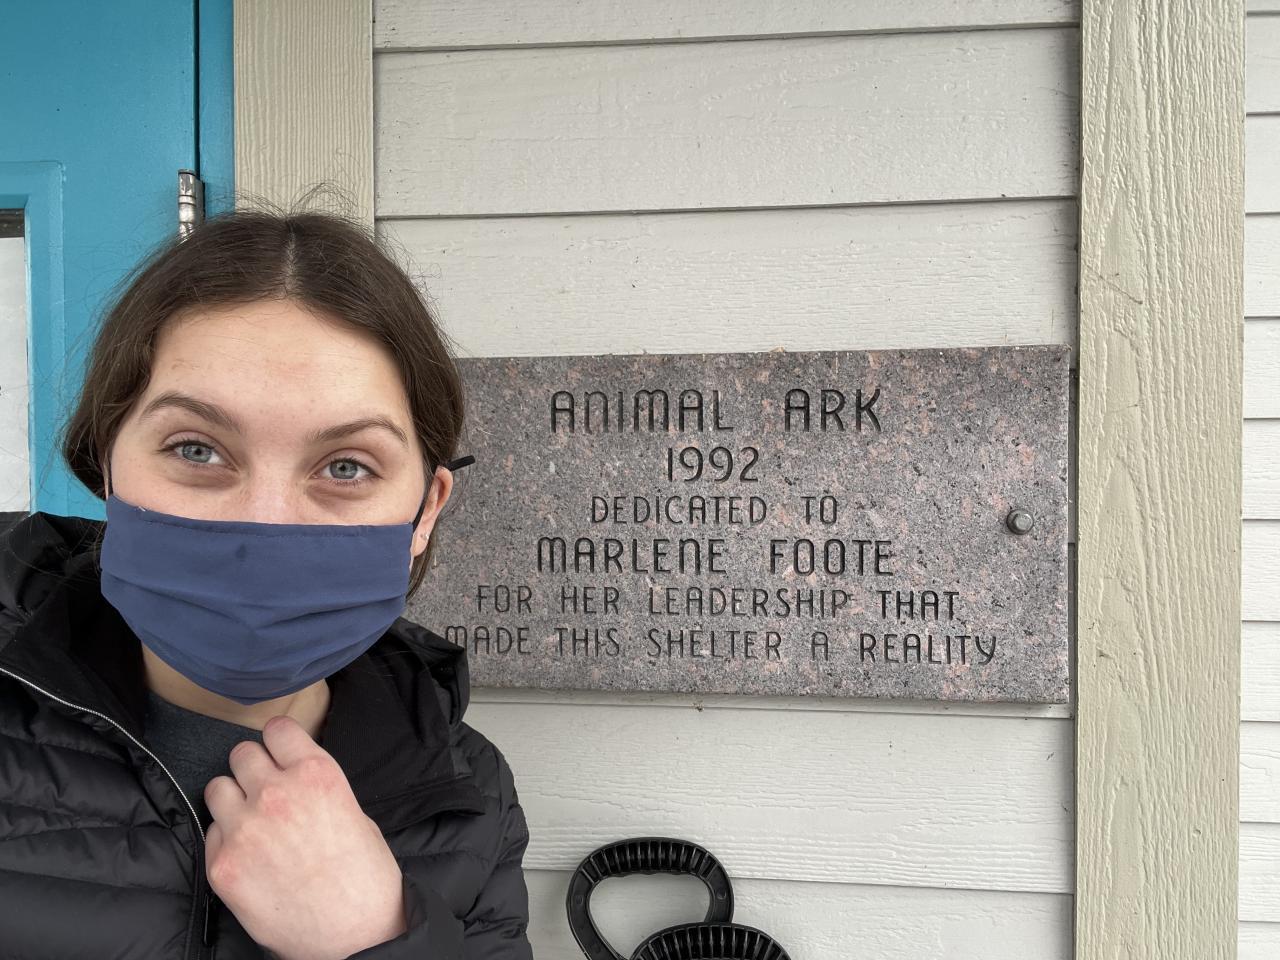 ANIMAL ARK
1992
DEDICATED TO
MARLENE FOOTE
FOR HER LEADERSHIP THAT
MADE THIS SHELTER A REALITY